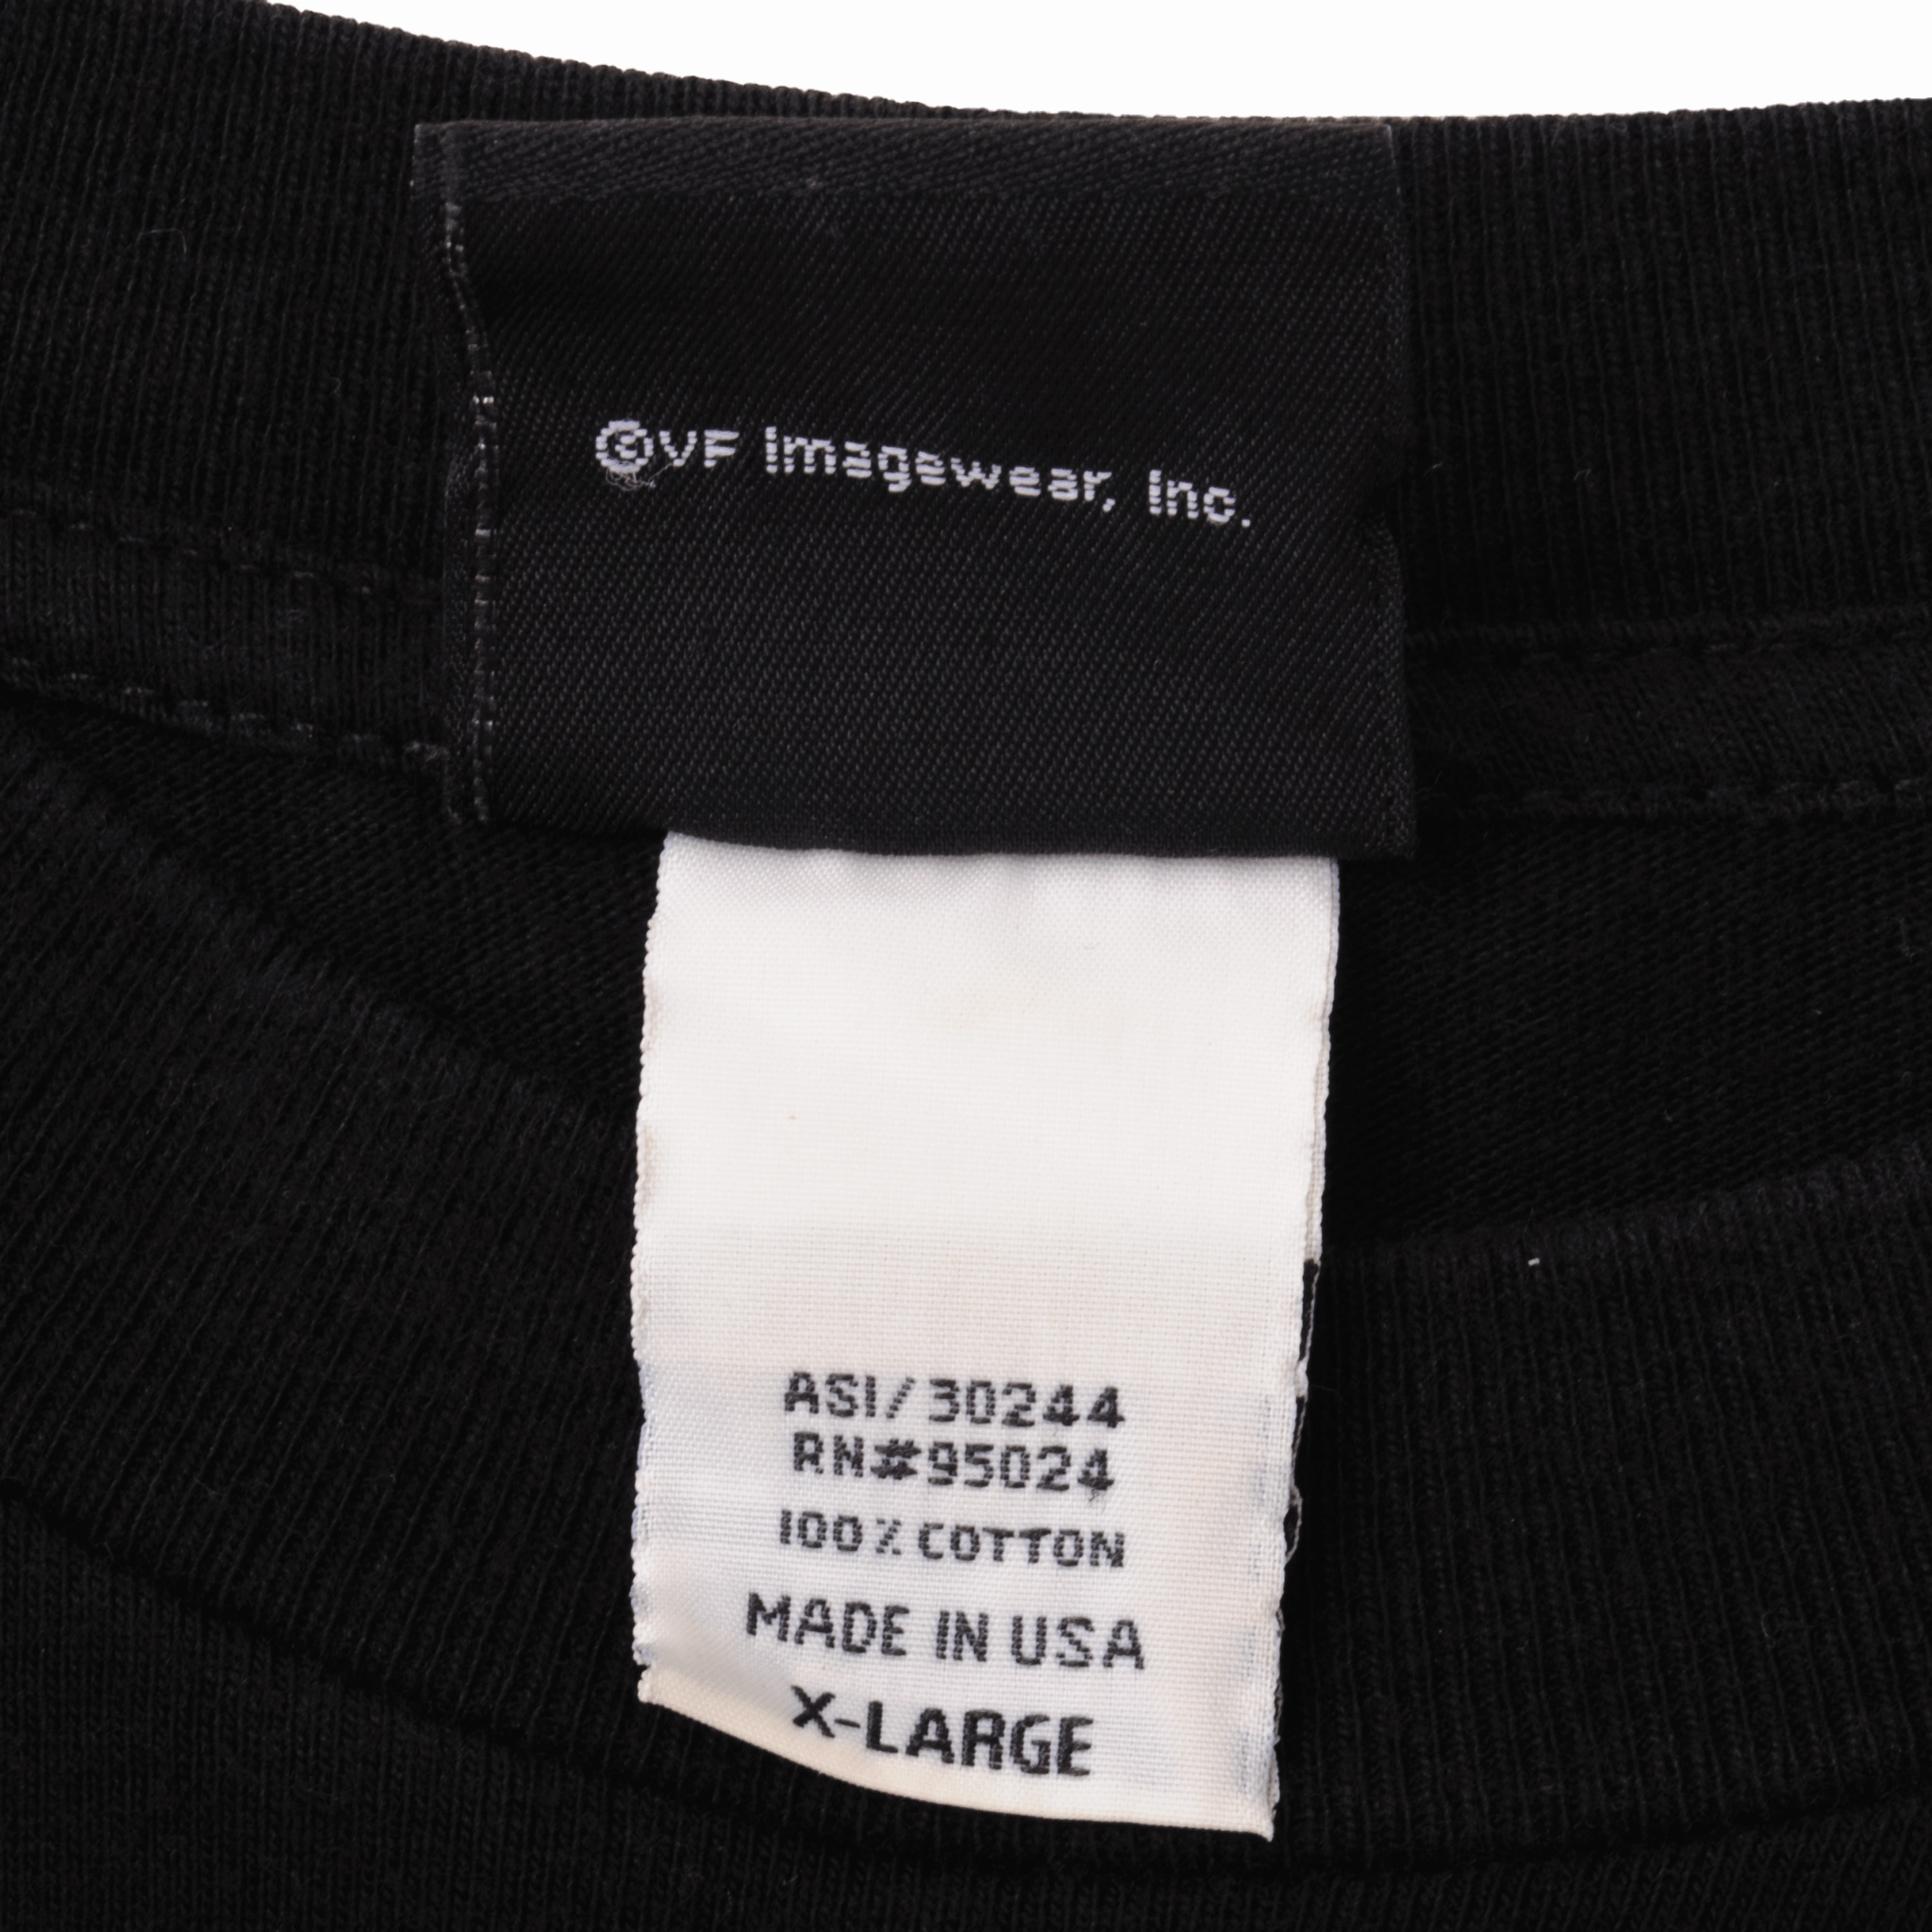 ©VF Imagewear, Inc.
ASI/30244
RN#95024
100% COTTON
MADE IN USA
X-LARGE